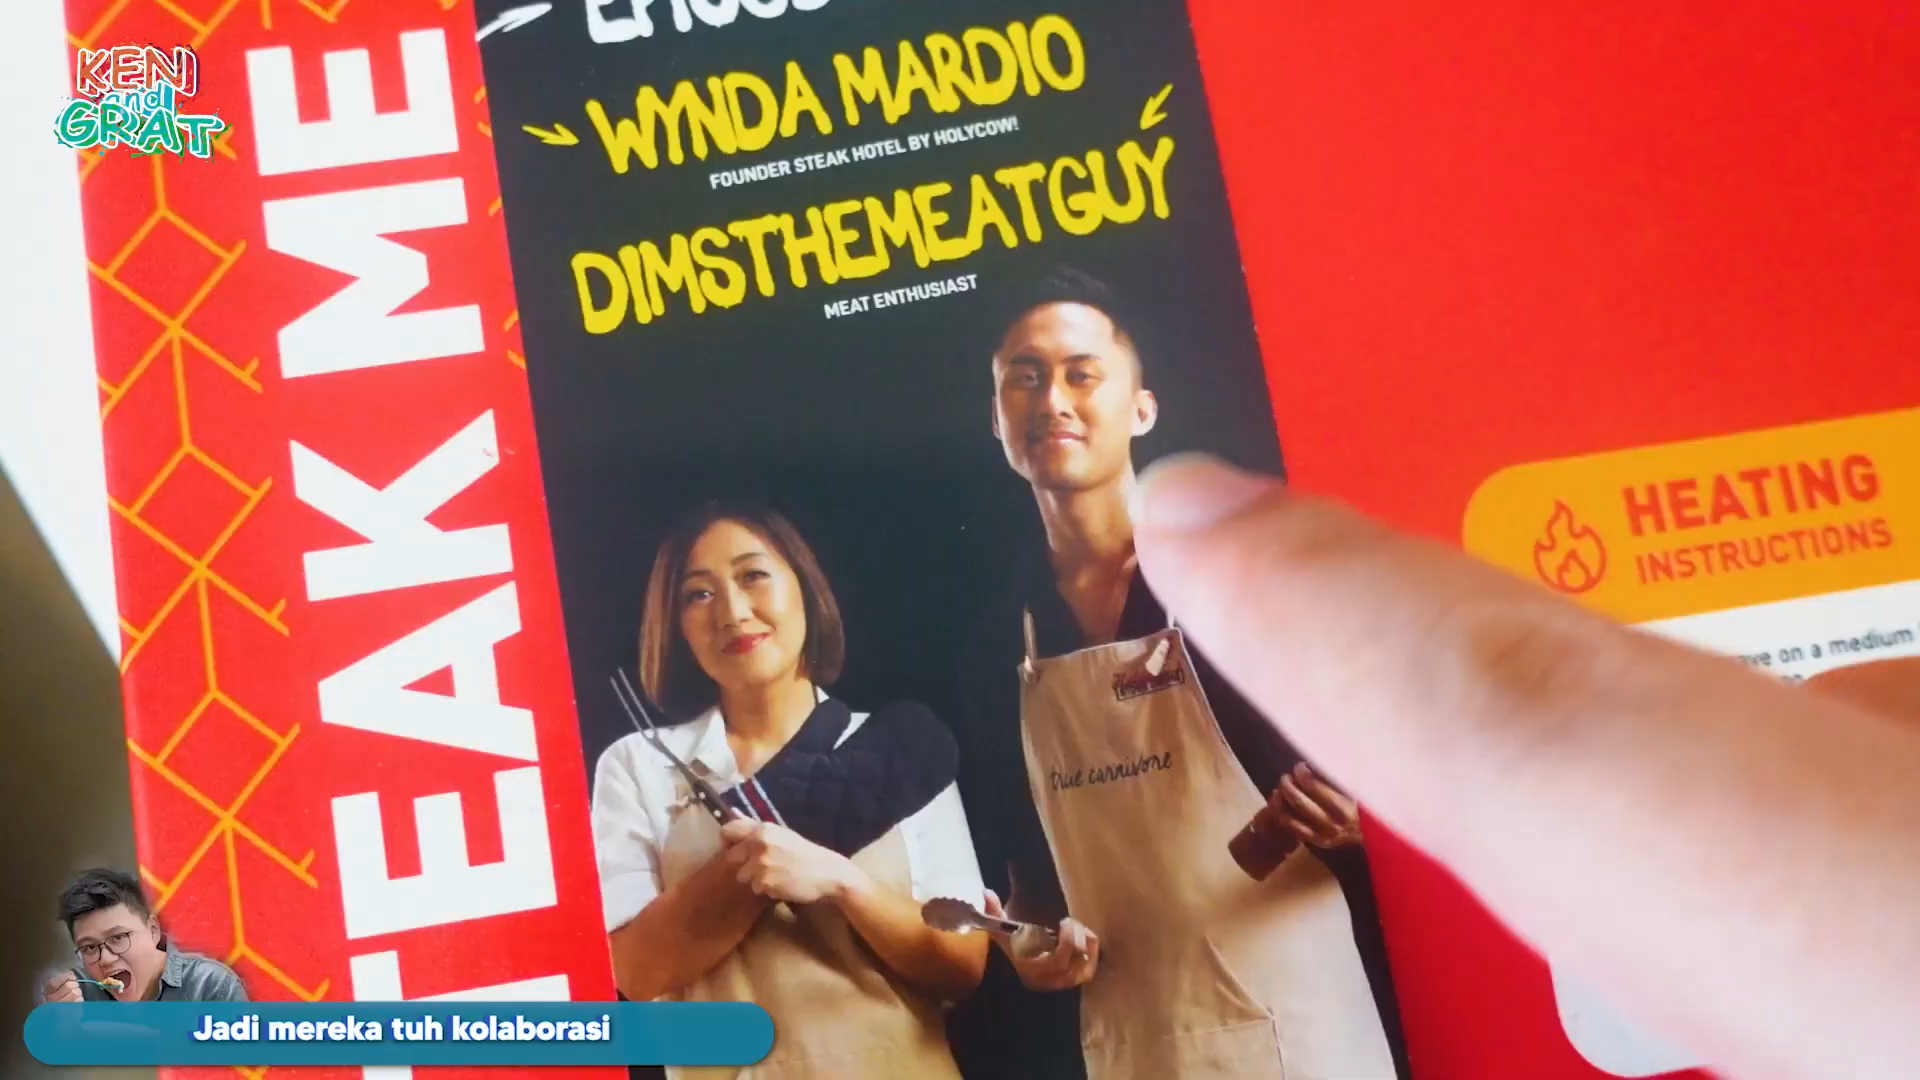 KEN
and
GRAT
WYNDA MARDIO
FOUNDER STEAK HOTEL BY HOLYCOW!
DIMSTHEMEATGUY
MEAT ENTHUSIAST
TEAK ME
HEATING
INSTRUCTIONS
on a medium
true carnivore
Jadi mereka tuh kolaborasi